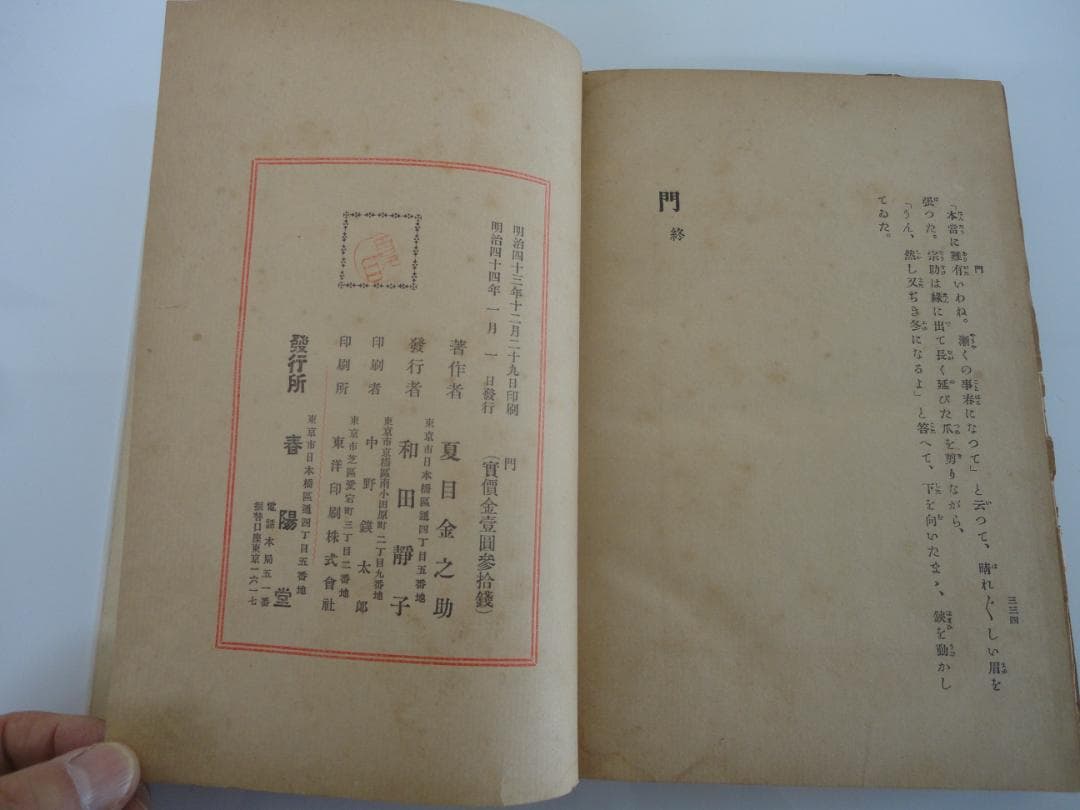 三三四
門
「本當に難有いわね。漸くの事春になつて」と云つて、晴れ〴〵しい眉を
張つた。宗助は縁に出て長く延びた爪を剪りながら、
「うん、然し又ぢき冬になるよ」と答へて、下を向いたまゝ鋏を動かし
てゐた。
門 終
門
(實價金壹圓參拾錢)
明治四十三年十二月二十九日印刷
明治四十四年一月一日發行
著作者 夏目金之助
東京市日本橋區通四丁目五番地
發行者 和田靜子
東京市京橋區南小田原町二丁目九番地
印刷者 中野鍈太郎
東京市芝區愛宕町三丁目二番地
印刷所 東洋印刷株式會社
東京市日本橋區通四丁目五番地
發行所 春陽堂
電話本局五一番
振替口座東京一六一七